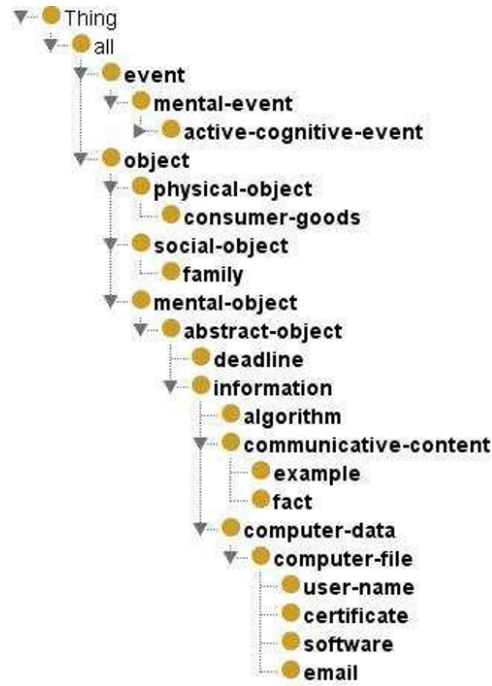 Thing
all
event
mental-event
active-cognitive-event
object
physical-object
consumer-goods
social-object
family
mental-object
abstract-object
deadline
information
algorithm
communicative-content
example
fact
computer-data
computer-file
user-name
certificate
software
email